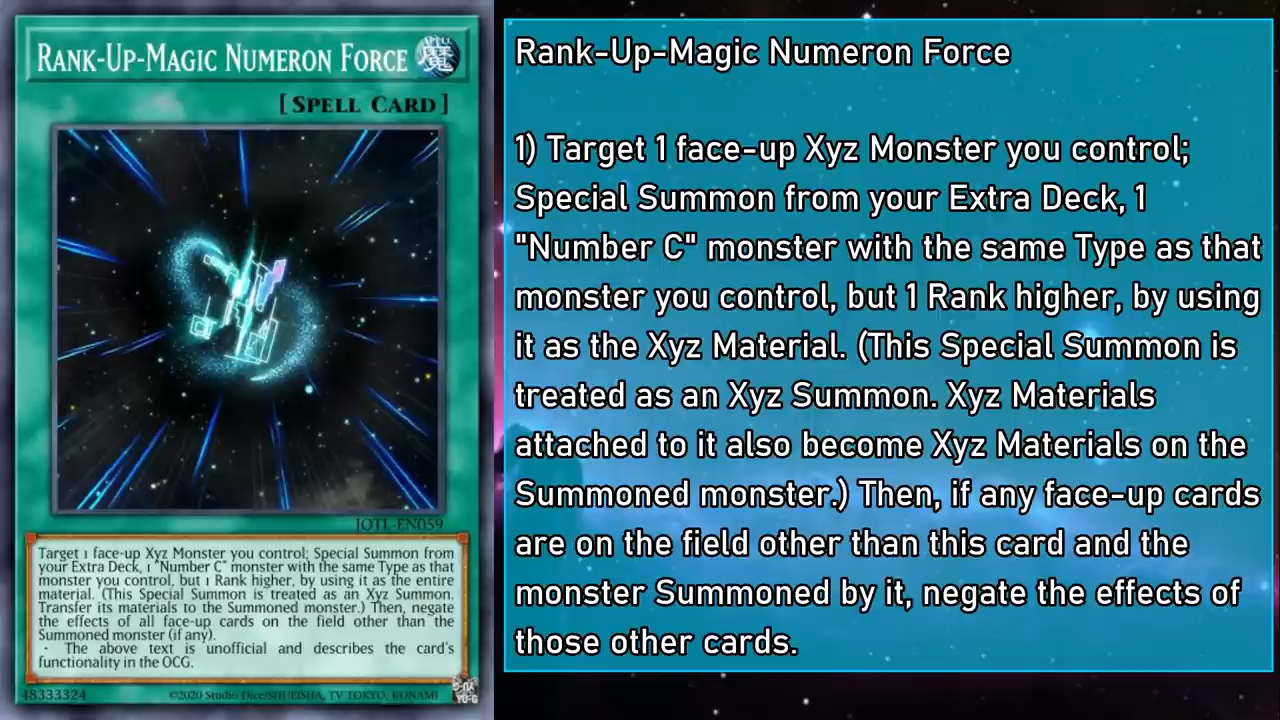 RANK-UP-MAGIC NUMERON FORCE
[SPELL CARD]
JOTL-EN059
Target 1 face-up Xyz Monster you control; Special Summon from
your Extra Deck, 1 "Number C" monster with the same Type as that
monster you control, but 1 Rank higher, by using it as the entire
material. (This Special Summon is treated as an Xyz Summon.
Transfer its materials to the Summoned monster.) Then, negate
the effects of all face-up cards on the field other than the
Summoned monster (if any).
· The above text is unofficial and describes the card's
functionality in the OCG.
48333324
©2020 Studio Dice/SHUEISHA, TV TOKYO, KONAMI
Rank-Up-Magic Numeron Force
1) Target 1 face-up Xyz Monster you control;
Special Summon from your Extra Deck, 1
"Number C" monster with the same Type as that
monster you control, but 1 Rank higher, by using
it as the Xyz Material. (This Special Summon is
treated as an Xyz Summon. Xyz Materials
attached to it also become Xyz Materials on the
Summoned monster.) Then, if any face-up cards
are on the field other than this card and the
monster Summoned by it, negate the effects of
those other cards.